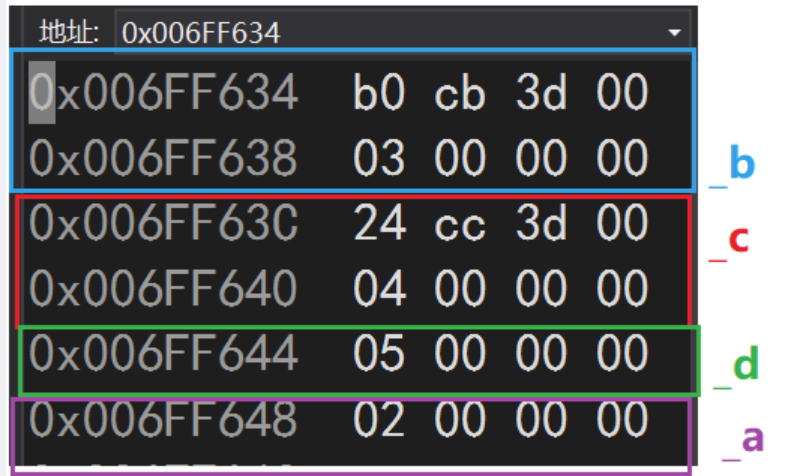 地址: 0x006FF634
0x006FF634 b0 cb 3d 00
0x006FF638 03 00 00 00
_b
0x006FF63C 24 cc 3d 00
_c
0x006FF640 04 00 00 00
0x006FF644 05 00 00 00
_d
0x006FF648 02 00 00 00
_a